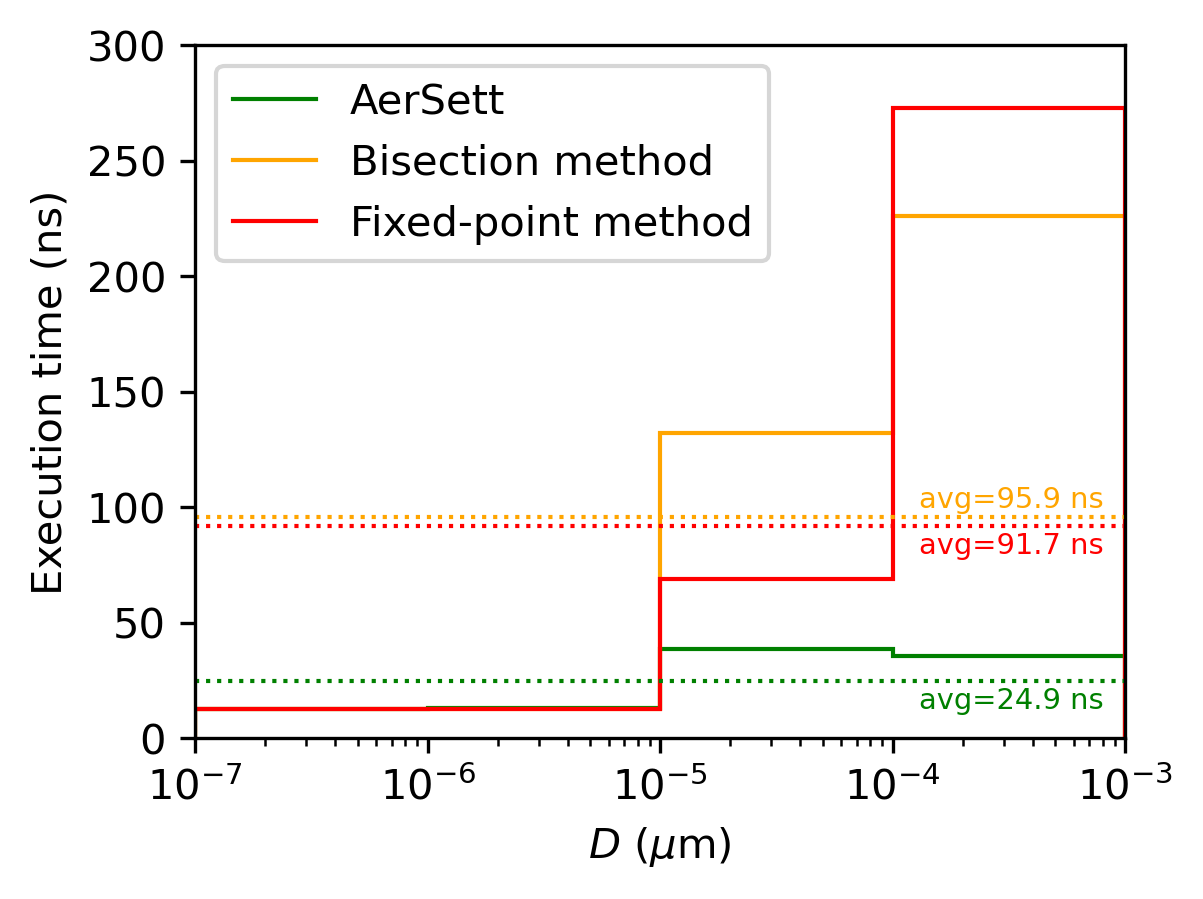 300
250
200
150
100
50
0
Execution time (ns)
AerSett
Bisection method
Fixed-point method
avg=95.9 ns
avg=91.7 ns
avg=24.9 ns
10⁻⁷
10⁻⁶
10⁻⁵
10⁻⁴
10⁻³
D (μm)